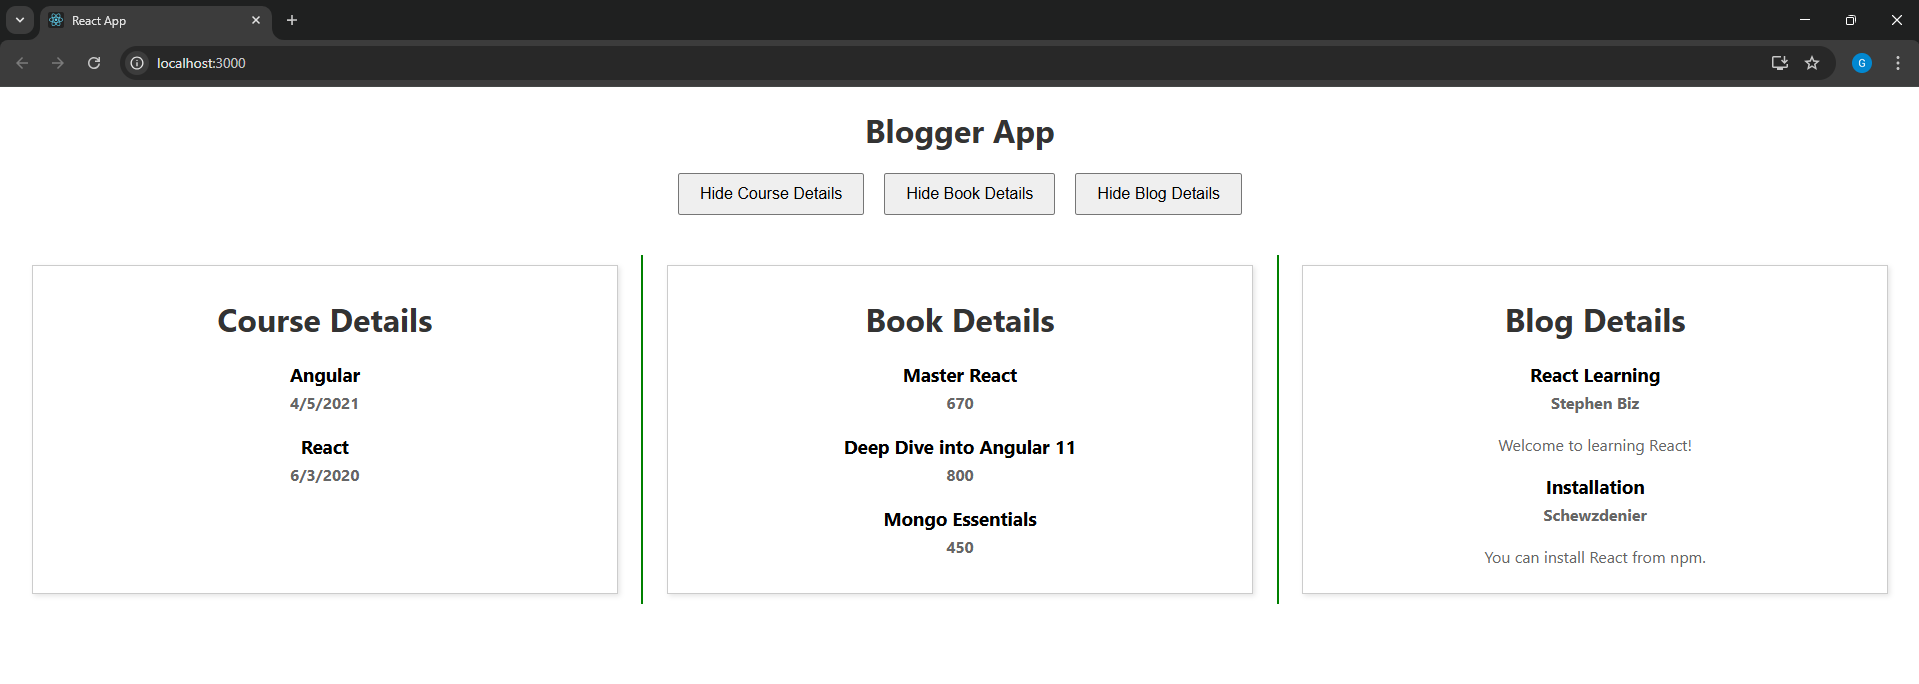 React App
localhost:3000
G
Blogger App
Hide Course Details
Hide Book Details
Hide Blog Details
Course Details
Angular
4/5/2021
React
6/3/2020
Book Details
Master React
670
Deep Dive into Angular 11
800
Mongo Essentials
450
Blog Details
React Learning
Stephen Biz
Welcome to learning React!
Installation
Schewzdenier
You can install React from npm.